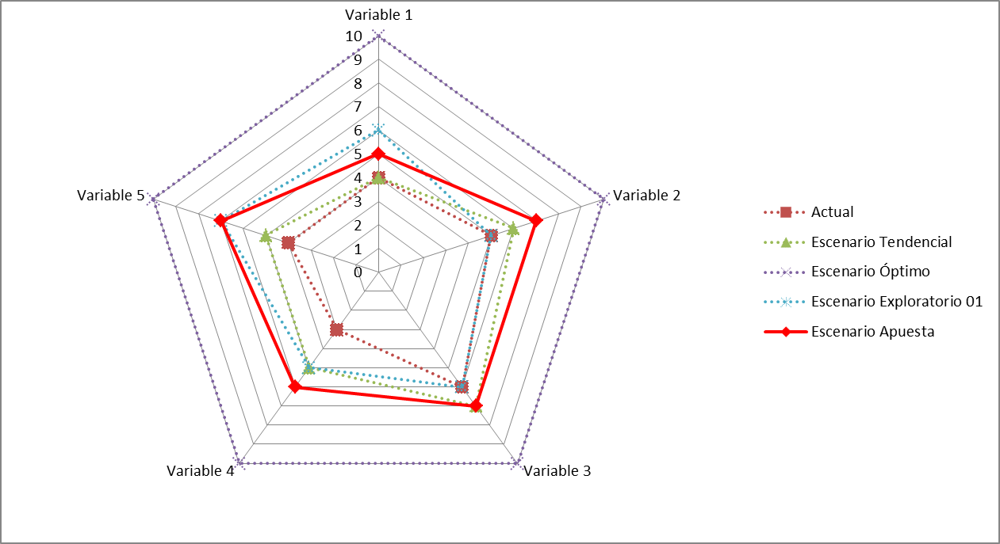 Variable 1
10
9
8
7
6
5
4
3
2
1
0
Variable 5
Variable 2
Variable 4
Variable 3
Actual
Escenario Tendencial
Escenario Óptimo
Escenario Exploratorio 01
Escenario Apuesta